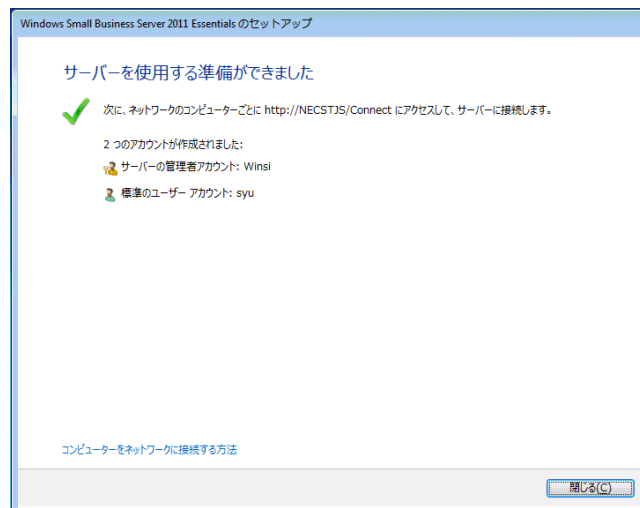 Windows Small Business Server 2011 Essentials のセットアップ
サーバーを使用する準備ができました
次に、ネットワークのコンピューターごとに http://NECSTJS/Connect にアクセスして、サーバーに接続します。
2 つのアカウントが作成されました:
サーバーの管理者アカウント: Winsi
標準のユーザー アカウント: syu
コンピューターをネットワークに接続する方法
閉じる(C)